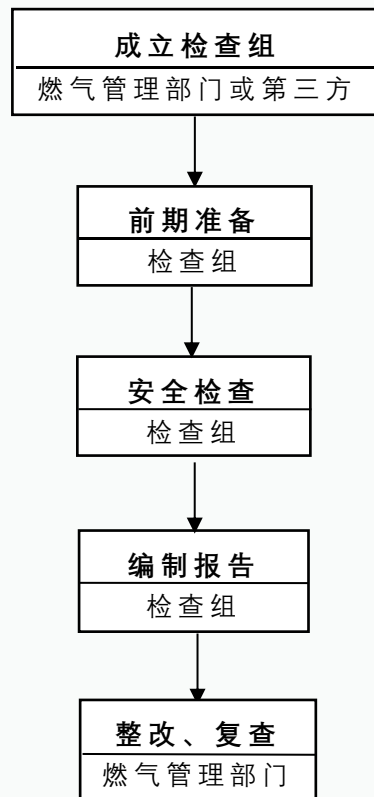 成立检查组
燃气管理部门或第三方
前期准备
检查组
安全检查
检查组
编制报告
检查组
整改、复查
燃气管理部门